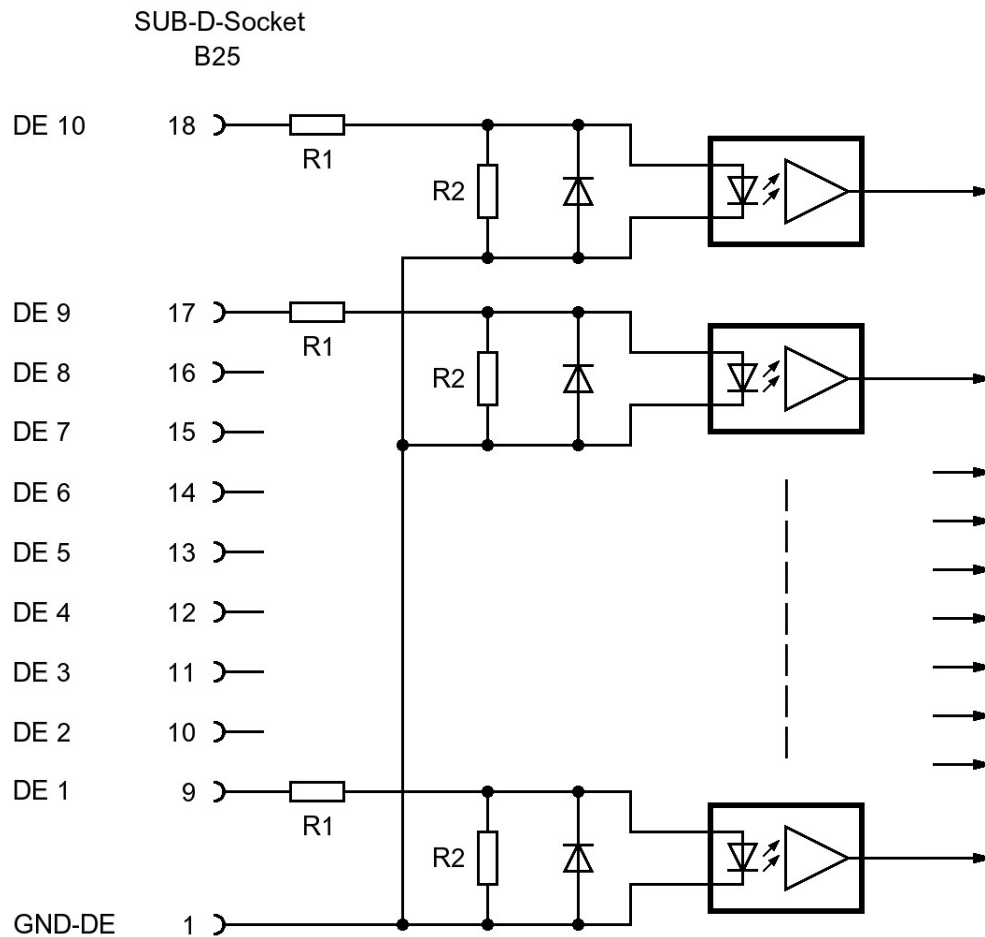 SUB-D-Socket
B25
DE 10 18
R1
R2
DE 9 17
R1
DE 8 16
R2
DE 7 15
DE 6 14
DE 5 13
DE 4 12
DE 3 11
DE 2 10
DE 1 9
R1
R2
GND-DE 1